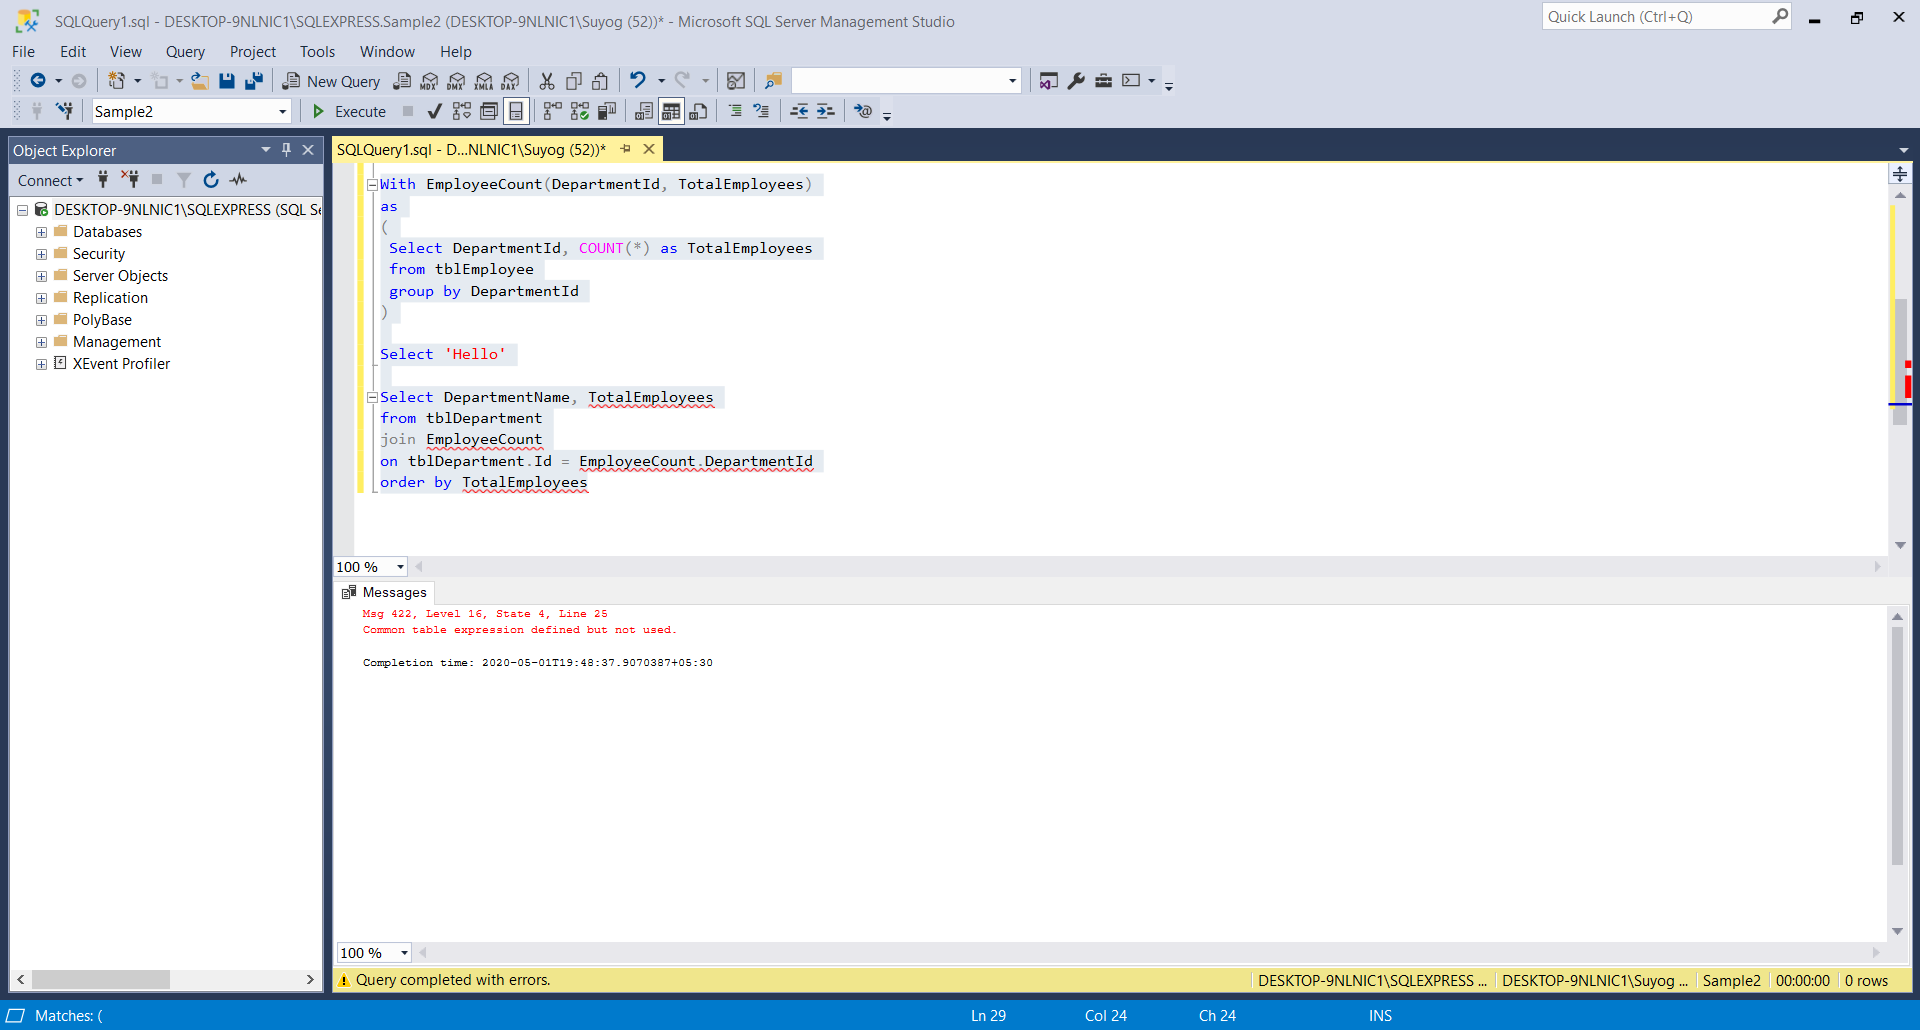 SQLQuery1.sql - DESKTOP-9NLNIC1\SQLEXPRESS.Sample2 (DESKTOP-9NLNIC1\Suyog (52))* - Microsoft SQL Server Management Studio
Quick Launch (Ctrl+Q)
File Edit View Query Project Tools Window Help
New Query MDX DMX XMLA DAX
Sample2 Execute
Object Explorer
Connect
DESKTOP-9NLNIC1\SQLEXPRESS (SQL Se
Databases
Security
Server Objects
Replication
PolyBase
Management
XEvent Profiler
SQLQuery1.sql - D...NLNIC1\Suyog (52))*
With EmployeeCount(DepartmentId, TotalEmployees)
as
(
Select DepartmentId, COUNT(*) as TotalEmployees
from tblEmployee
group by DepartmentId
)
Select 'Hello'
Select DepartmentName, TotalEmployees
from tblDepartment
join EmployeeCount
on tblDepartment.Id = EmployeeCount.DepartmentId
order by TotalEmployees
100 %
Messages
Msg 422, Level 16, State 4, Line 25
Common table expression defined but not used.
Completion time: 2020-05-01T19:48:37.9070387+05:30
100 %
Query completed with errors.
DESKTOP-9NLNIC1\SQLEXPRESS ... DESKTOP-9NLNIC1\Suyog ... Sample2 00:00:00 0 rows
Matches: ( Ln 29 Col 24 Ch 24 INS